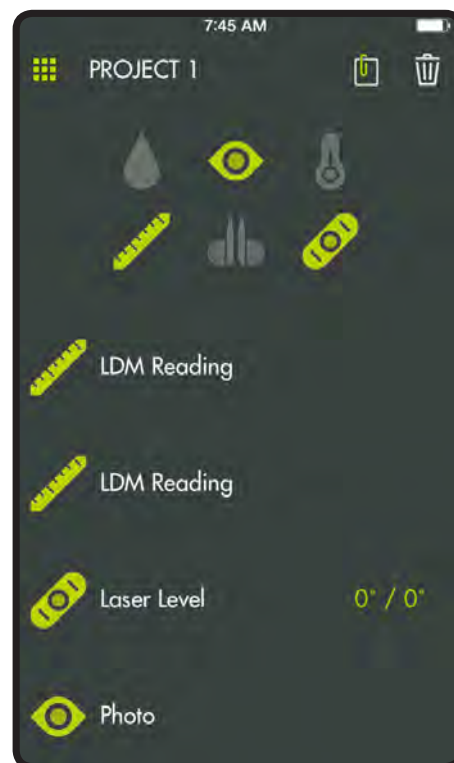 7:45 AM
PROJECT 1
LDM Reading
LDM Reading
Laser Level 0° / 0°
Photo